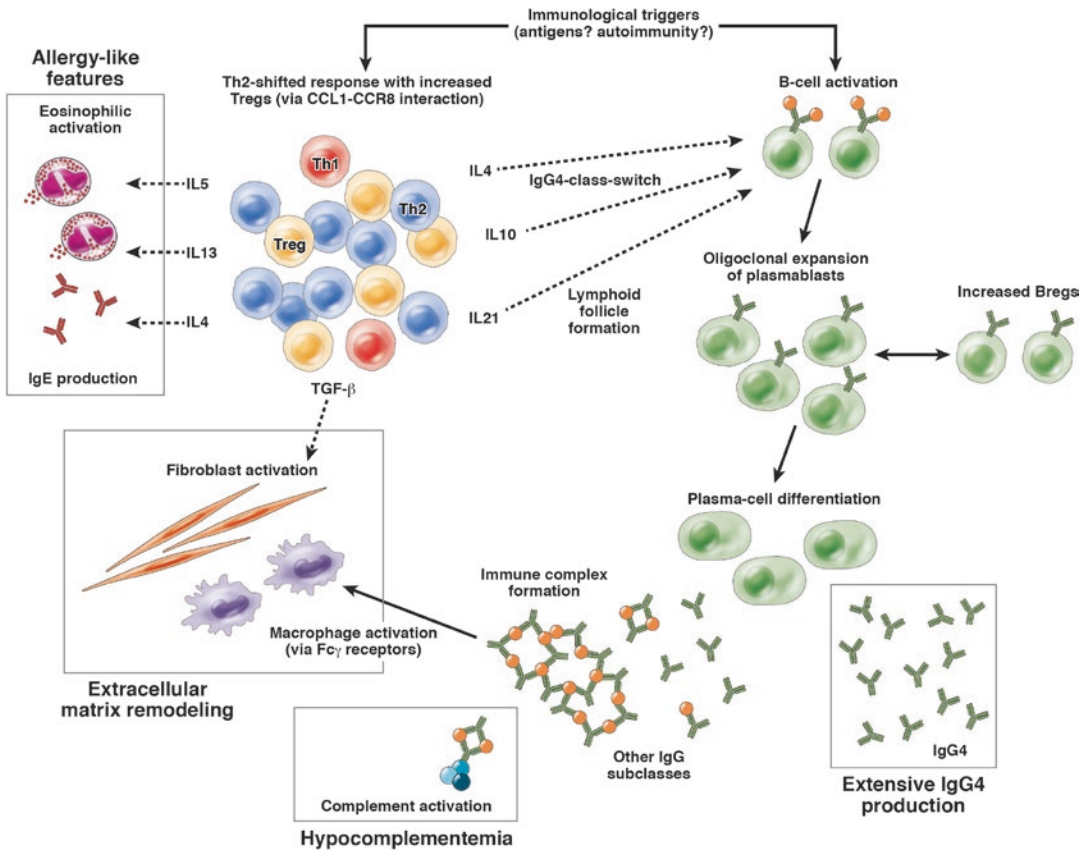 Immunological triggers
(antigens? autoimmunity?)
Allergy-like
features
Th2-shifted response with increased
Tregs (via CCL1-CCR8 interaction)
B-cell activation
Eosinophilic
activation
Th1
IL4
IL5
IgG4-class-switch
Th2
Treg
IL10
IL13
Oligoclonal expansion
of plasmablasts
Increased Bregs
Lymphoid
follicle
formation
IL4
IL21
IgE production
TGF-β
Fibroblast activation
Plasma-cell differentiation
Immune complex
formation
Macrophage activation
(via Fcγ receptors)
Extracellular
matrix remodeling
Other IgG
subclasses
IgG4
Extensive IgG4
production
Complement activation
Hypocomplementemia